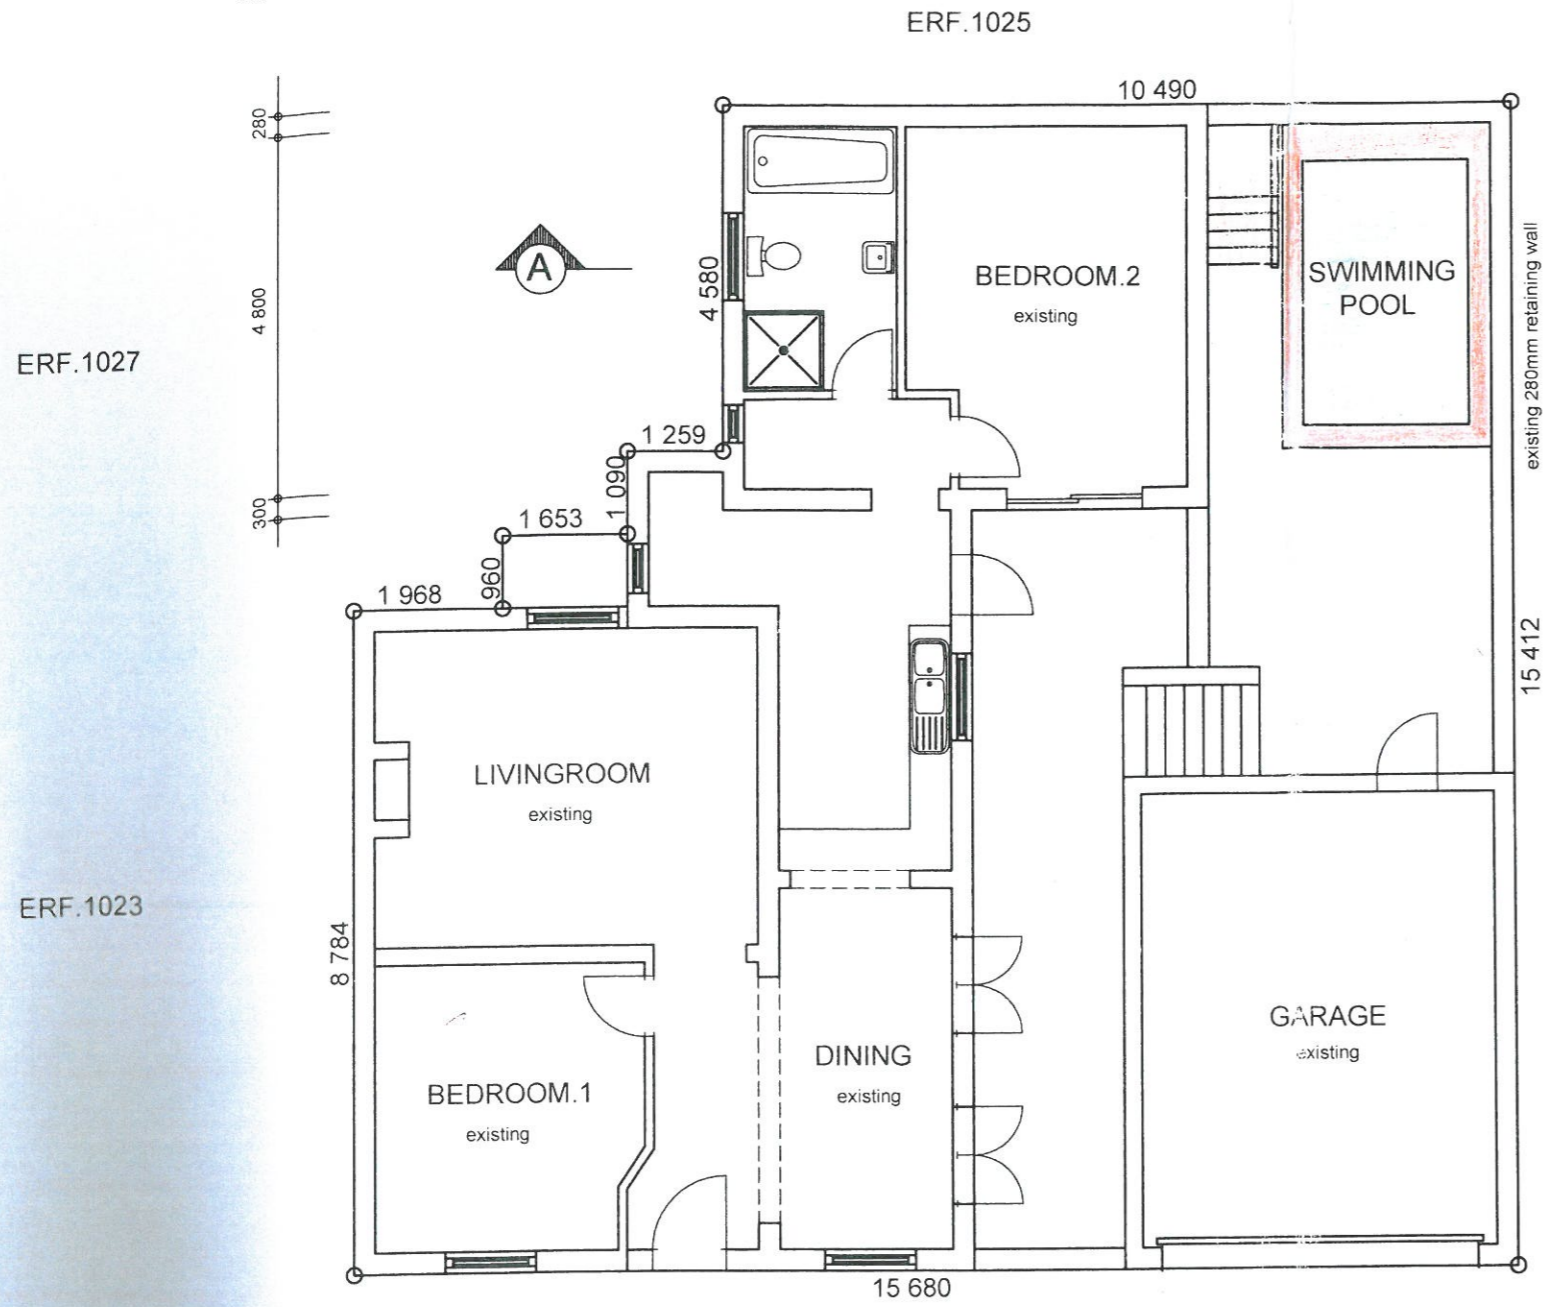 ERF.1025
10 490
280
4 800
300
A
4 580
BEDROOM.2
existing
SWIMMING
POOL
existing 280mm retaining wall
ERF.1027
1 259
1 090
1 653
960
1 968
15 412
LIVINGROOM
existing
ERF.1023
8 784
GARAGE
existing
DINING
existing
BEDROOM.1
existing
15 680